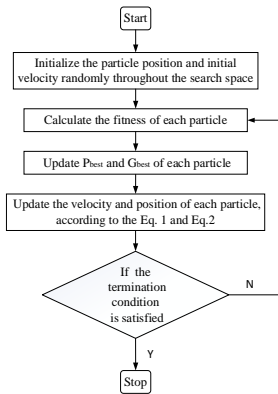 Start
Initialize the particle position and initial
velocity randomly throughout the search space
Calculate the fitness of each particle
Update Pbest and Gbest of each particle
Update the velocity and position of each particle,
according to the Eq. 1 and Eq.2
If the
termination
condition
is satisfied
N
Y
Stop